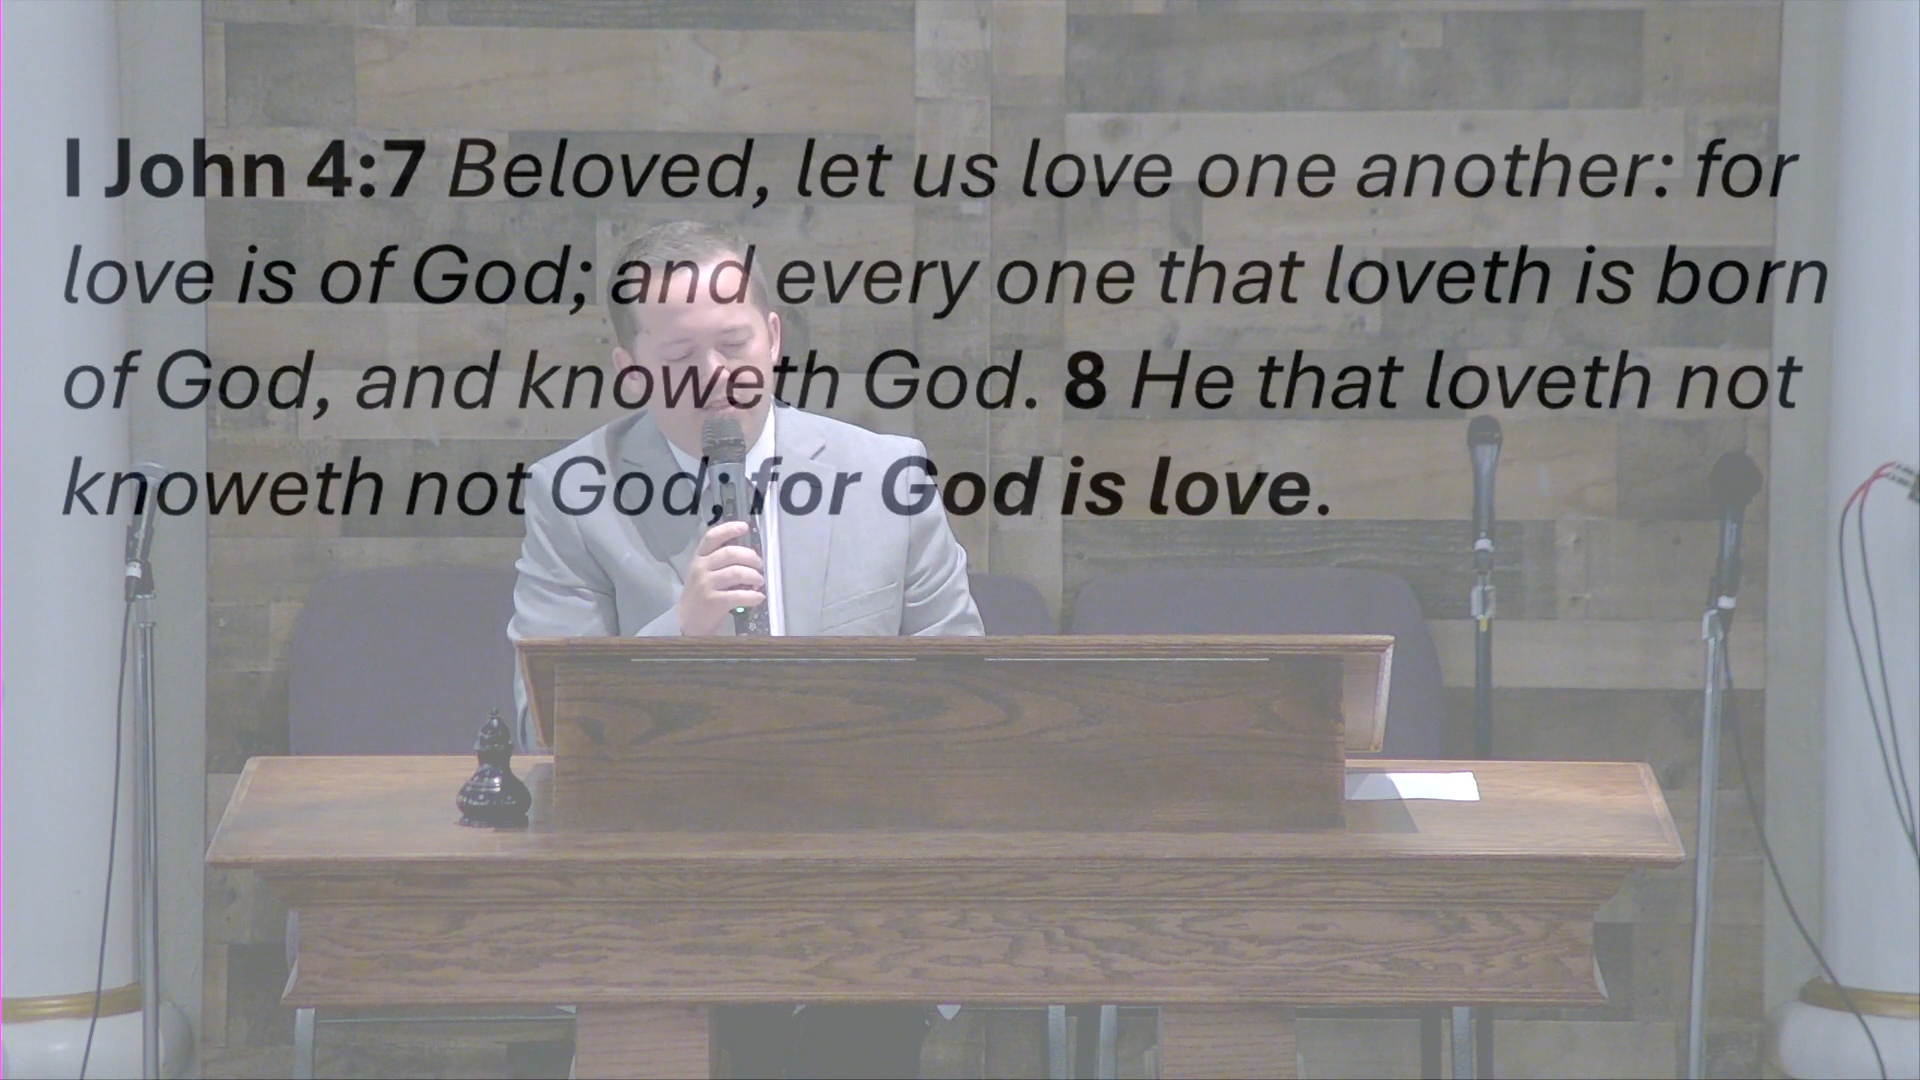 I John 4:7 Beloved, let us love one another: for
love is of God; and every one that loveth is born
of God, and knoweth God. 8 He that loveth not
knoweth not God; for God is love.